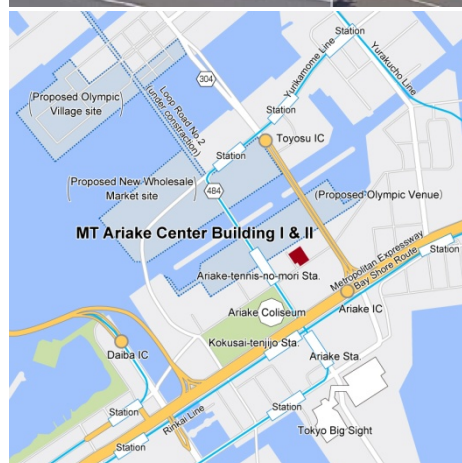 Station
Yurikamome Line
Yurakucho Line
304
(Proposed Olympic
Village site)
Loop Road No.2
(under constraction)
Station
Toyosu IC
Station
(Proposed New Wholesale
Market site)
484
(Proposed Olympic Venue)
MT Ariake Center Building I & II
Metropolitan Expressway
Bay Shore Route
Station
Ariake-tennis-no-mori Sta.
Ariake IC
Ariake Coliseum
Kokusai-tenjijo Sta.
Daiba IC
Ariake Sta.
Station
Rinkai Line
Station
Station
Tokyo Big Sight